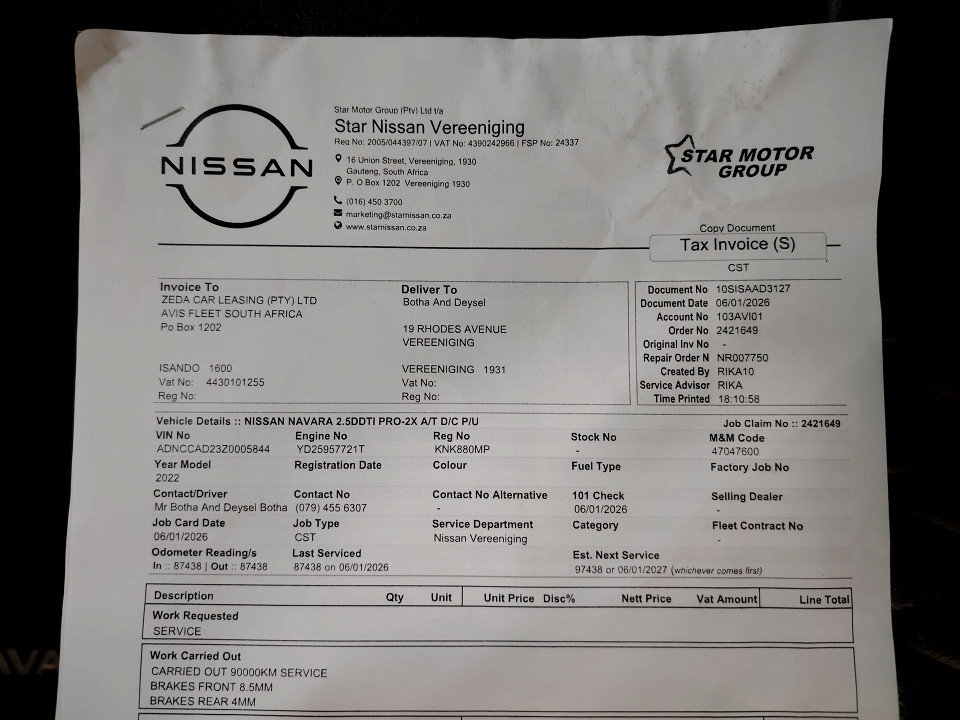 Star Motor Group (Pty) Ltd t/a
Star Nissan Vereeniging
Reg No: 2005/044397/07 | VAT No: 4390242966 | FSP No: 24337
NISSAN
16 Union Street, Vereeniging, 1930
Gauteng, South Africa
P. O Box 1202 Vereeniging 1930
(016) 450 3700
marketing@starnissan.co.za
www.starnissan.co.za
STAR MOTOR
GROUP
Copy Document
Tax Invoice (S)
CST
Invoice To
ZEDA CAR LEASING (PTY) LTD
AVIS FLEET SOUTH AFRICA
Po Box 1202
ISANDO 1600
Vat No: 4430101255
Reg No:
Deliver To
Botha And Deysel
19 RHODES AVENUE
VEREENIGING
VEREENIGING 1931
Vat No:
Reg No:
Document No 10SISAAD3127
Document Date 06/01/2026
Account No 103AVI01
Order No 2421649
Original Inv No -
Repair Order N NR007750
Created By RIKA10
Service Advisor RIKA
Time Printed 18:10:58
Vehicle Details :: NISSAN NAVARA 2.5DDTI PRO-2X A/T D/C P/U Job Claim No :: 2421649
VIN No Engine No Reg No Stock No M&M Code
ADNCCAD23Z0005844 YD25957721T KNK880MP - 47047600
Year Model Registration Date Colour Fuel Type Factory Job No
2022
Contact/Driver Contact No Contact No Alternative 101 Check Selling Dealer
Mr Botha And Deysel Botha (079) 455 6307 - 06/01/2026 -
Job Card Date Job Type Service Department Category Fleet Contract No
06/01/2026 CST Nissan Vereeniging -
Odometer Reading/s Last Serviced Est. Next Service
In :: 87438 | Out :: 87438 87438 on 06/01/2026 97438 or 06/01/2027 (whichever comes first)
Description Qty Unit Unit Price Disc% Nett Price Vat Amount Line Total
Work Requested
SERVICE
Work Carried Out
CARRIED OUT 90000KM SERVICE
BRAKES FRONT 8.5MM
BRAKES REAR 4MM